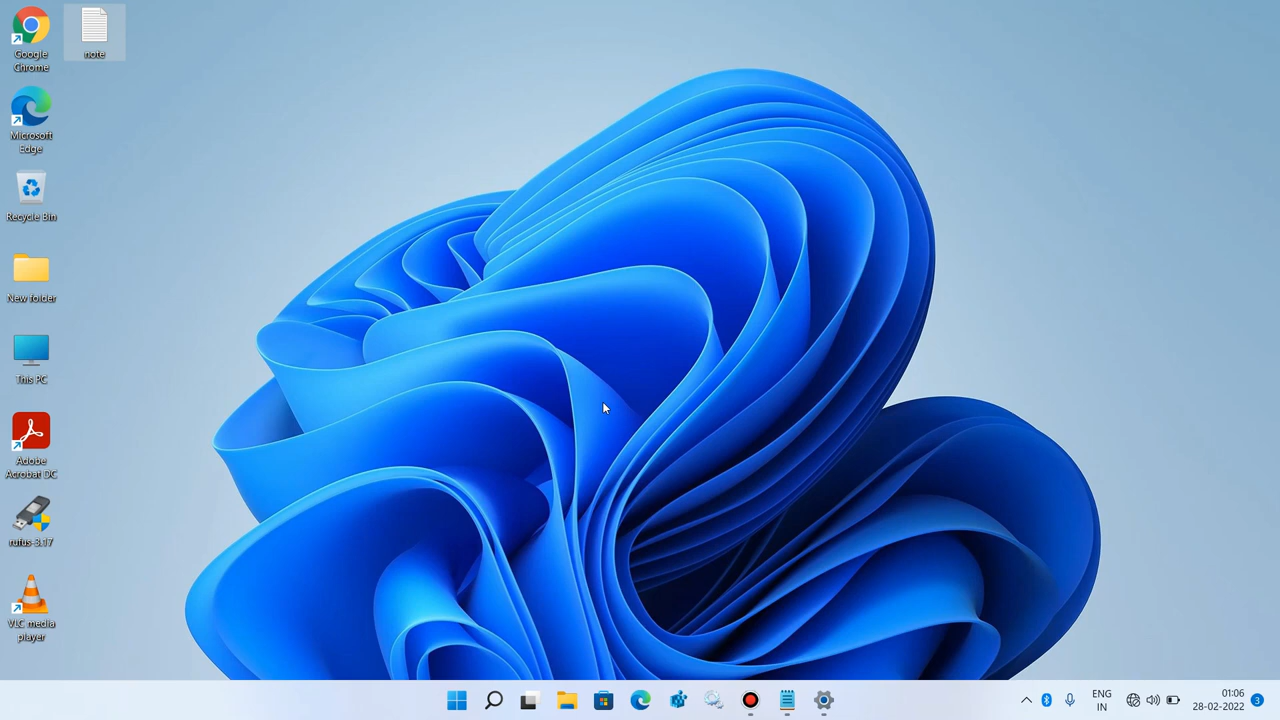 Google
Chrome
note
Microsoft
Edge
Recycle Bin
New folder
This PC
Adobe
Acrobat DC
rufus-3.17
VLC media
player
ENG
IN
01:06
28-02-2022
3